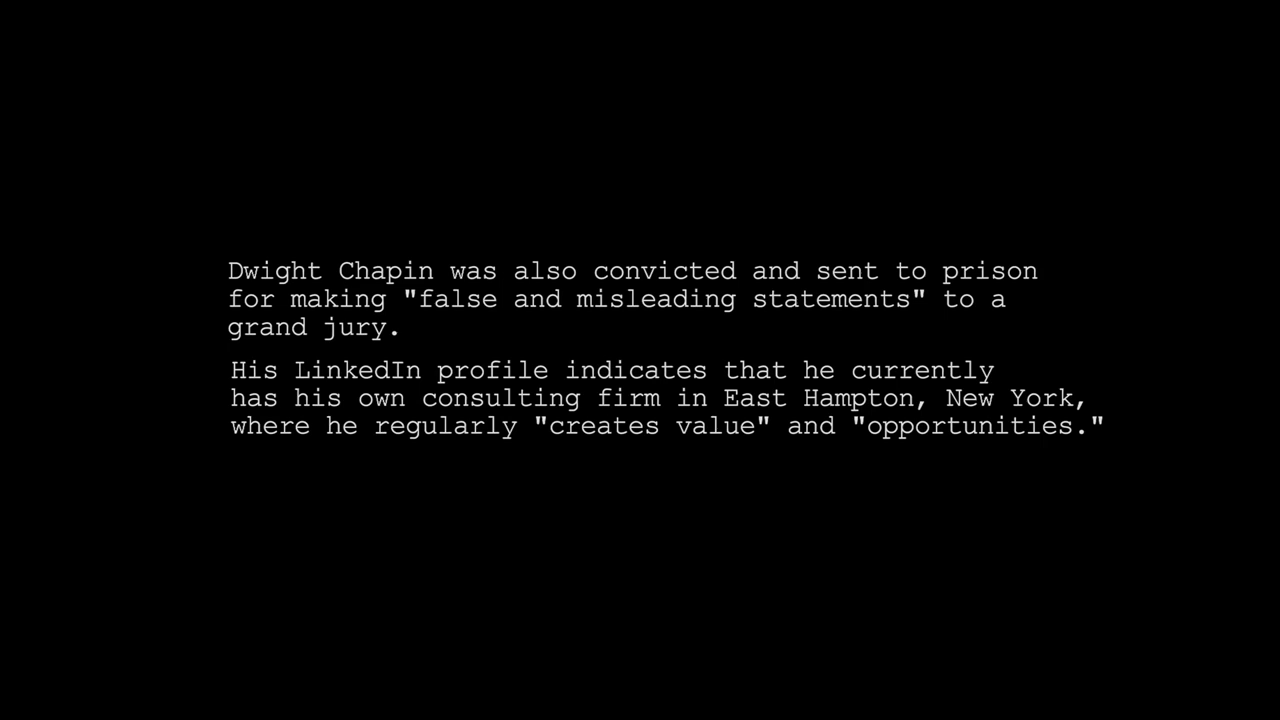 Dwight Chapin was also convicted and sent to prison
for making "false and misleading statements" to a
grand jury.
His LinkedIn profile indicates that he currently
has his own consulting firm in East Hampton, New York,
where he regularly "creates value" and "opportunities."